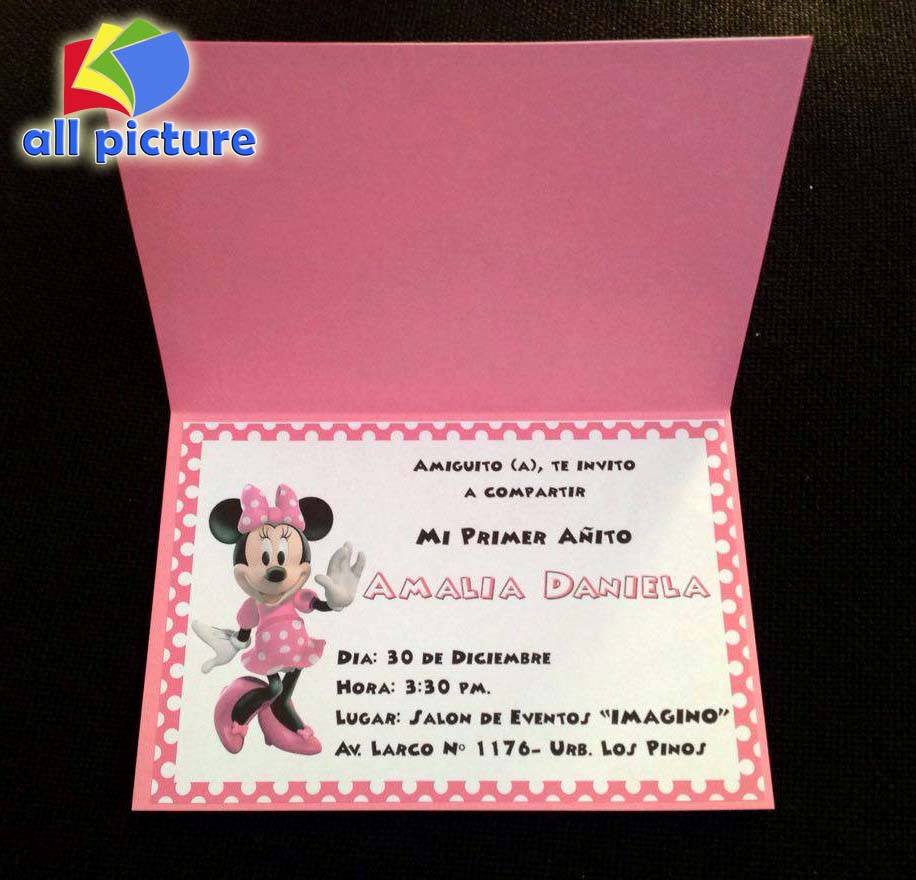 all picture
Amiguito (a), te invito
a compartir
Mi Primer Añito
Amalia Daniela
Dia: 30 de Diciembre
Hora: 3:30 pm.
Lugar: Salon de Eventos "IMAGINO"
Av. Larco Nº 1176- Urb. Los Pinos